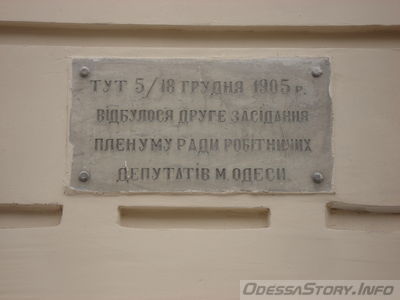 ТУТ 5/18 ГРУДНЯ 1905 р.
ВІДБУЛОСЯ ДРУГЕ ЗАСІДАННЯ
ПЛЕНУМУ РАДИ РОБІТНИЧИХ
ДЕПУТАТІВ М. ОДЕСИ
OdessaStory.Info